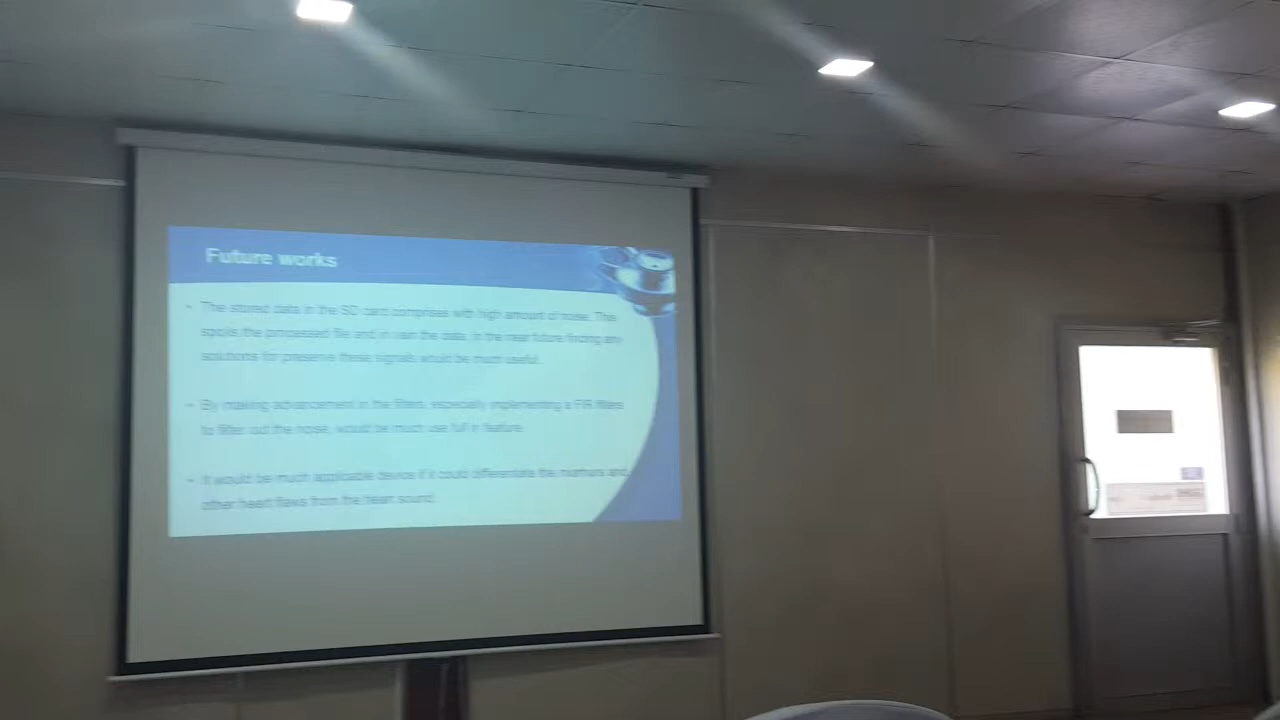 Future works
• The stored data in the SD card comprises with high amount of noise. This
spoils the processed file and in vain the data. In the near future finding any
solutions for preserve these signals would be much useful.
• By making advancement in the filters, especially implementing a FIR filters
to filter out the noise, would be much use full in feature.
• It would be much applicable device if it could differentiate the murmurs and
other heart flaws from the heart sound.